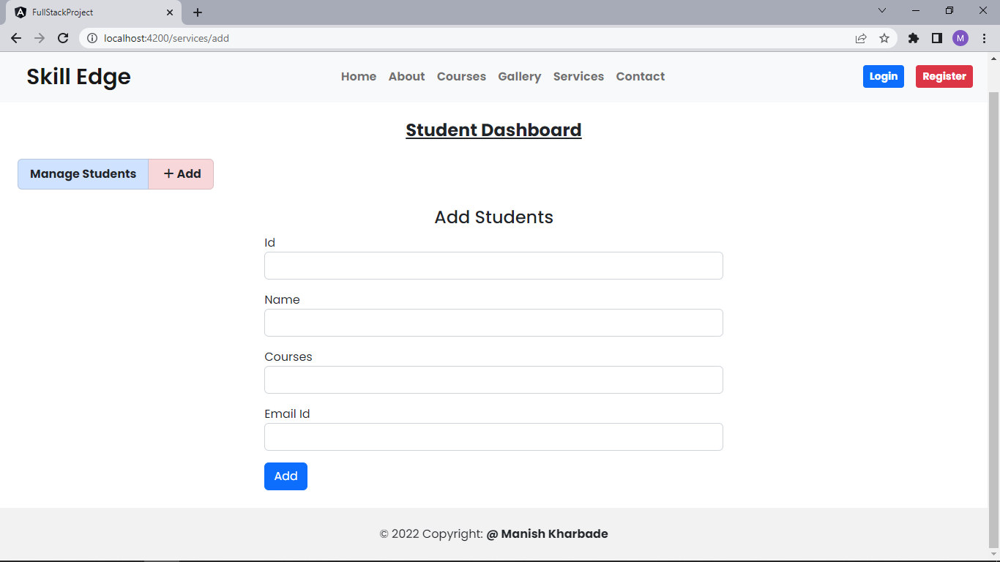 FullStackProject
localhost:4200/services/add
M
Skill Edge
Home About Courses Gallery Services Contact
Login Register
Student Dashboard
Manage Students + Add
Add Students
Id
Name
Courses
Email Id
Add
© 2022 Copyright: @ Manish Kharbade